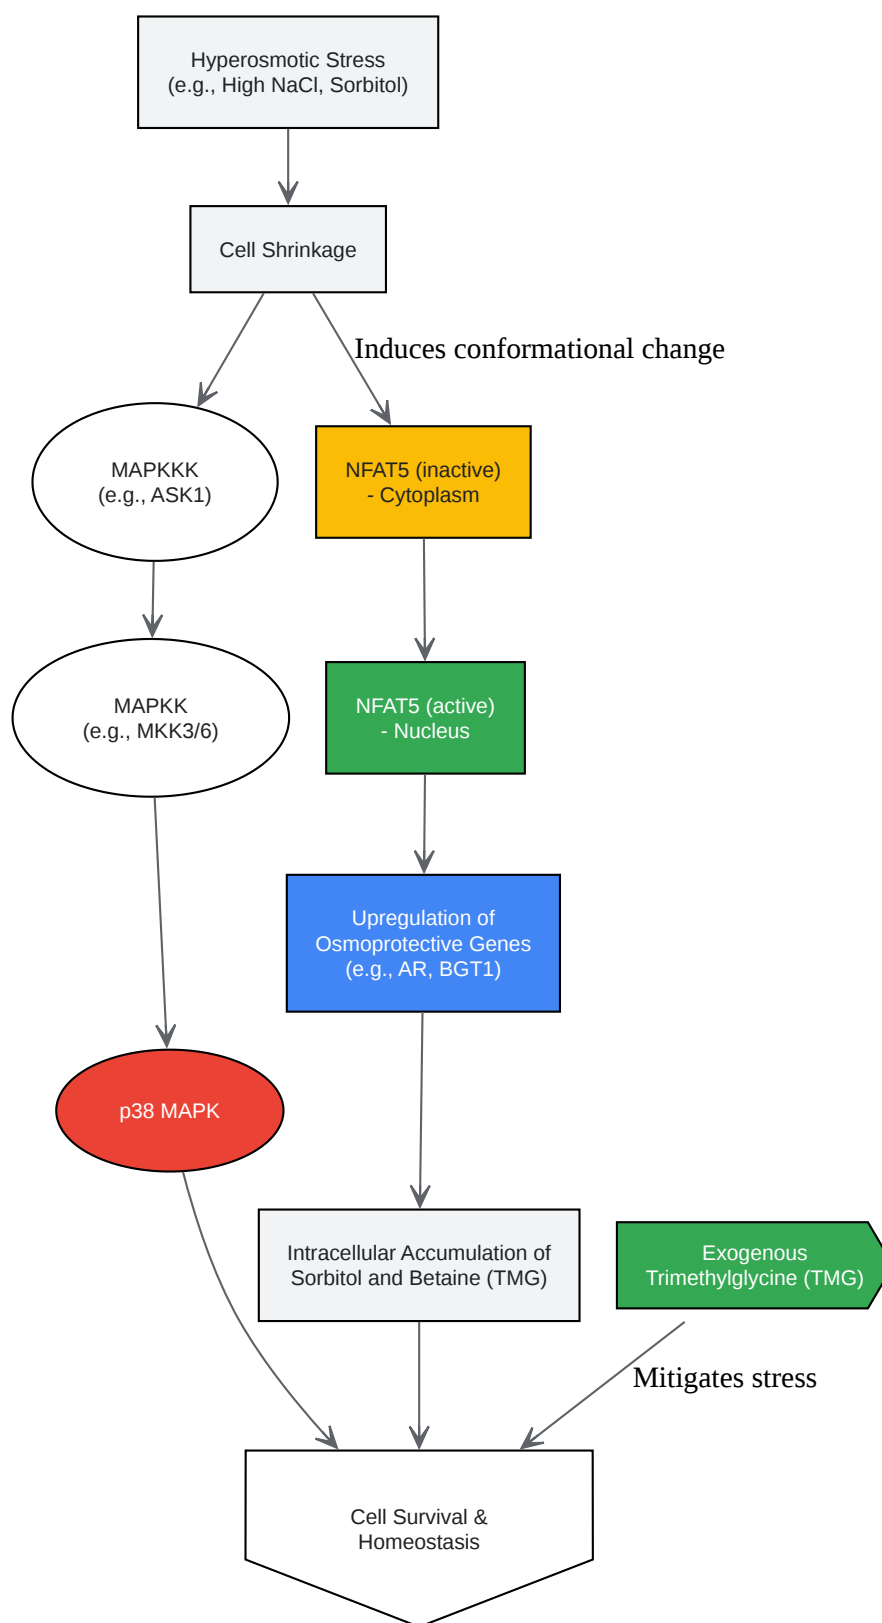 Hyperosmotic Stress
(e.g., High NaCl, Sorbitol)
Cell Shrinkage
Induces conformational change
MAPKKK
(e.g., ASK1)
NFAT5 (inactive)
- Cytoplasm
MAPKK
(e.g., MKK3/6)
NFAT5 (active)
- Nucleus
Upregulation of
Osmoprotective Genes
(e.g., AR, BGT1)
p38 MAPK
Intracellular Accumulation of
Sorbitol and Betaine (TMG)
Exogenous
Trimethylglycine (TMG)
Mitigates stress
Cell Survival &
Homeostasis